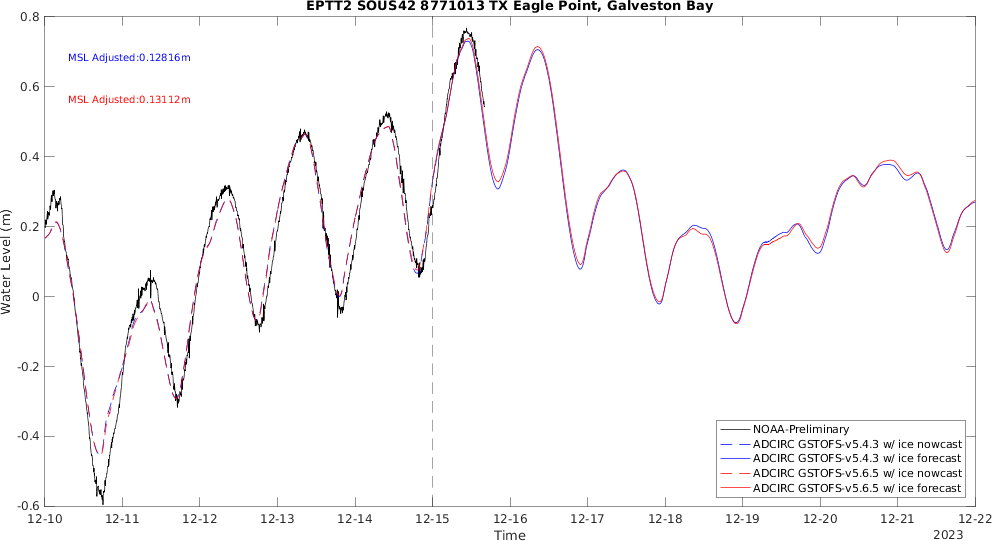 EPTT2 SOUS42 8771013 TX Eagle Point, Galveston Bay
MSL Adjusted:0.12816m
MSL Adjusted:0.13112m
0.8
0.6
0.4
0.2
0
-0.2
-0.4
-0.6
Water Level (m)
NOAA-Preliminary
ADCIRC GSTOFS-v5.4.3 w/ ice nowcast
ADCIRC GSTOFS-v5.4.3 w/ ice forecast
ADCIRC GSTOFS-v5.6.5 w/ ice nowcast
ADCIRC GSTOFS-v5.6.5 w/ ice forecast
12-10 12-11 12-12 12-13 12-14 12-15 12-16 12-17 12-18 12-19 12-20 12-21 12-22
Time
2023